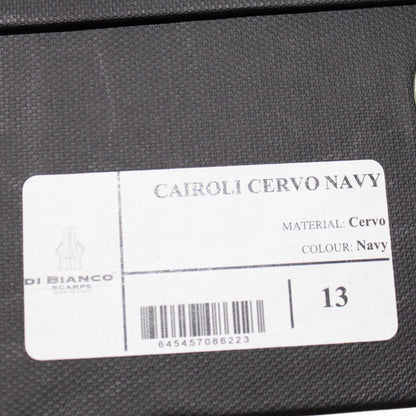 CAIROLI CERVO NAVY
MATERIAL: Cervo
COLOUR: Navy
DI BIANCO
SCARPE
13
645457086223